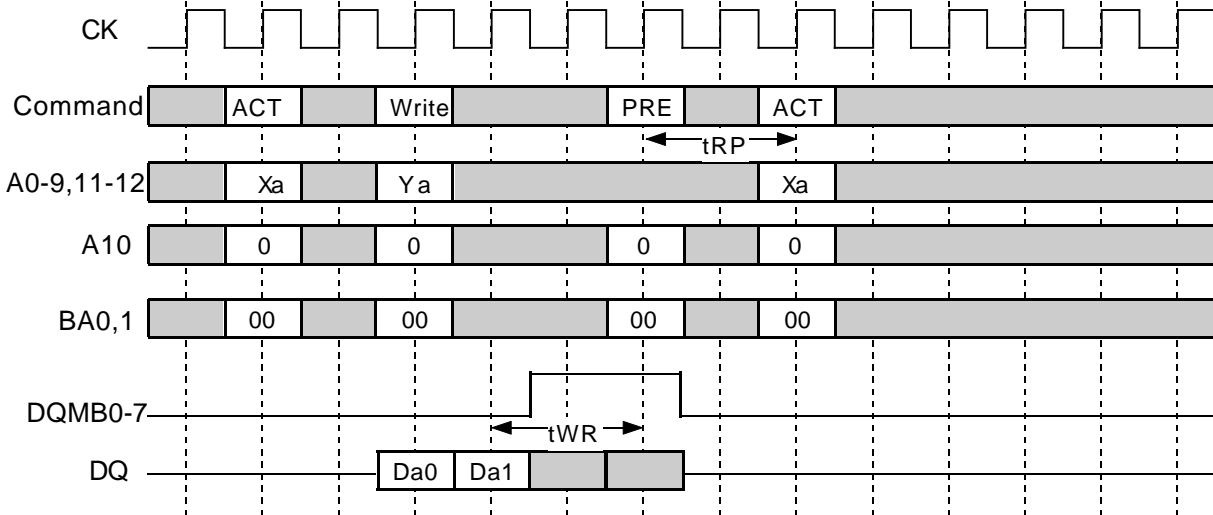 CK
Command ACT Write PRE ACT
tRP
A0-9,11-12 Xa Ya Xa
A10 0 0 0 0
BA0,1 00 00 00 00
DQMB0-7
tWR
DQ Da0 Da1